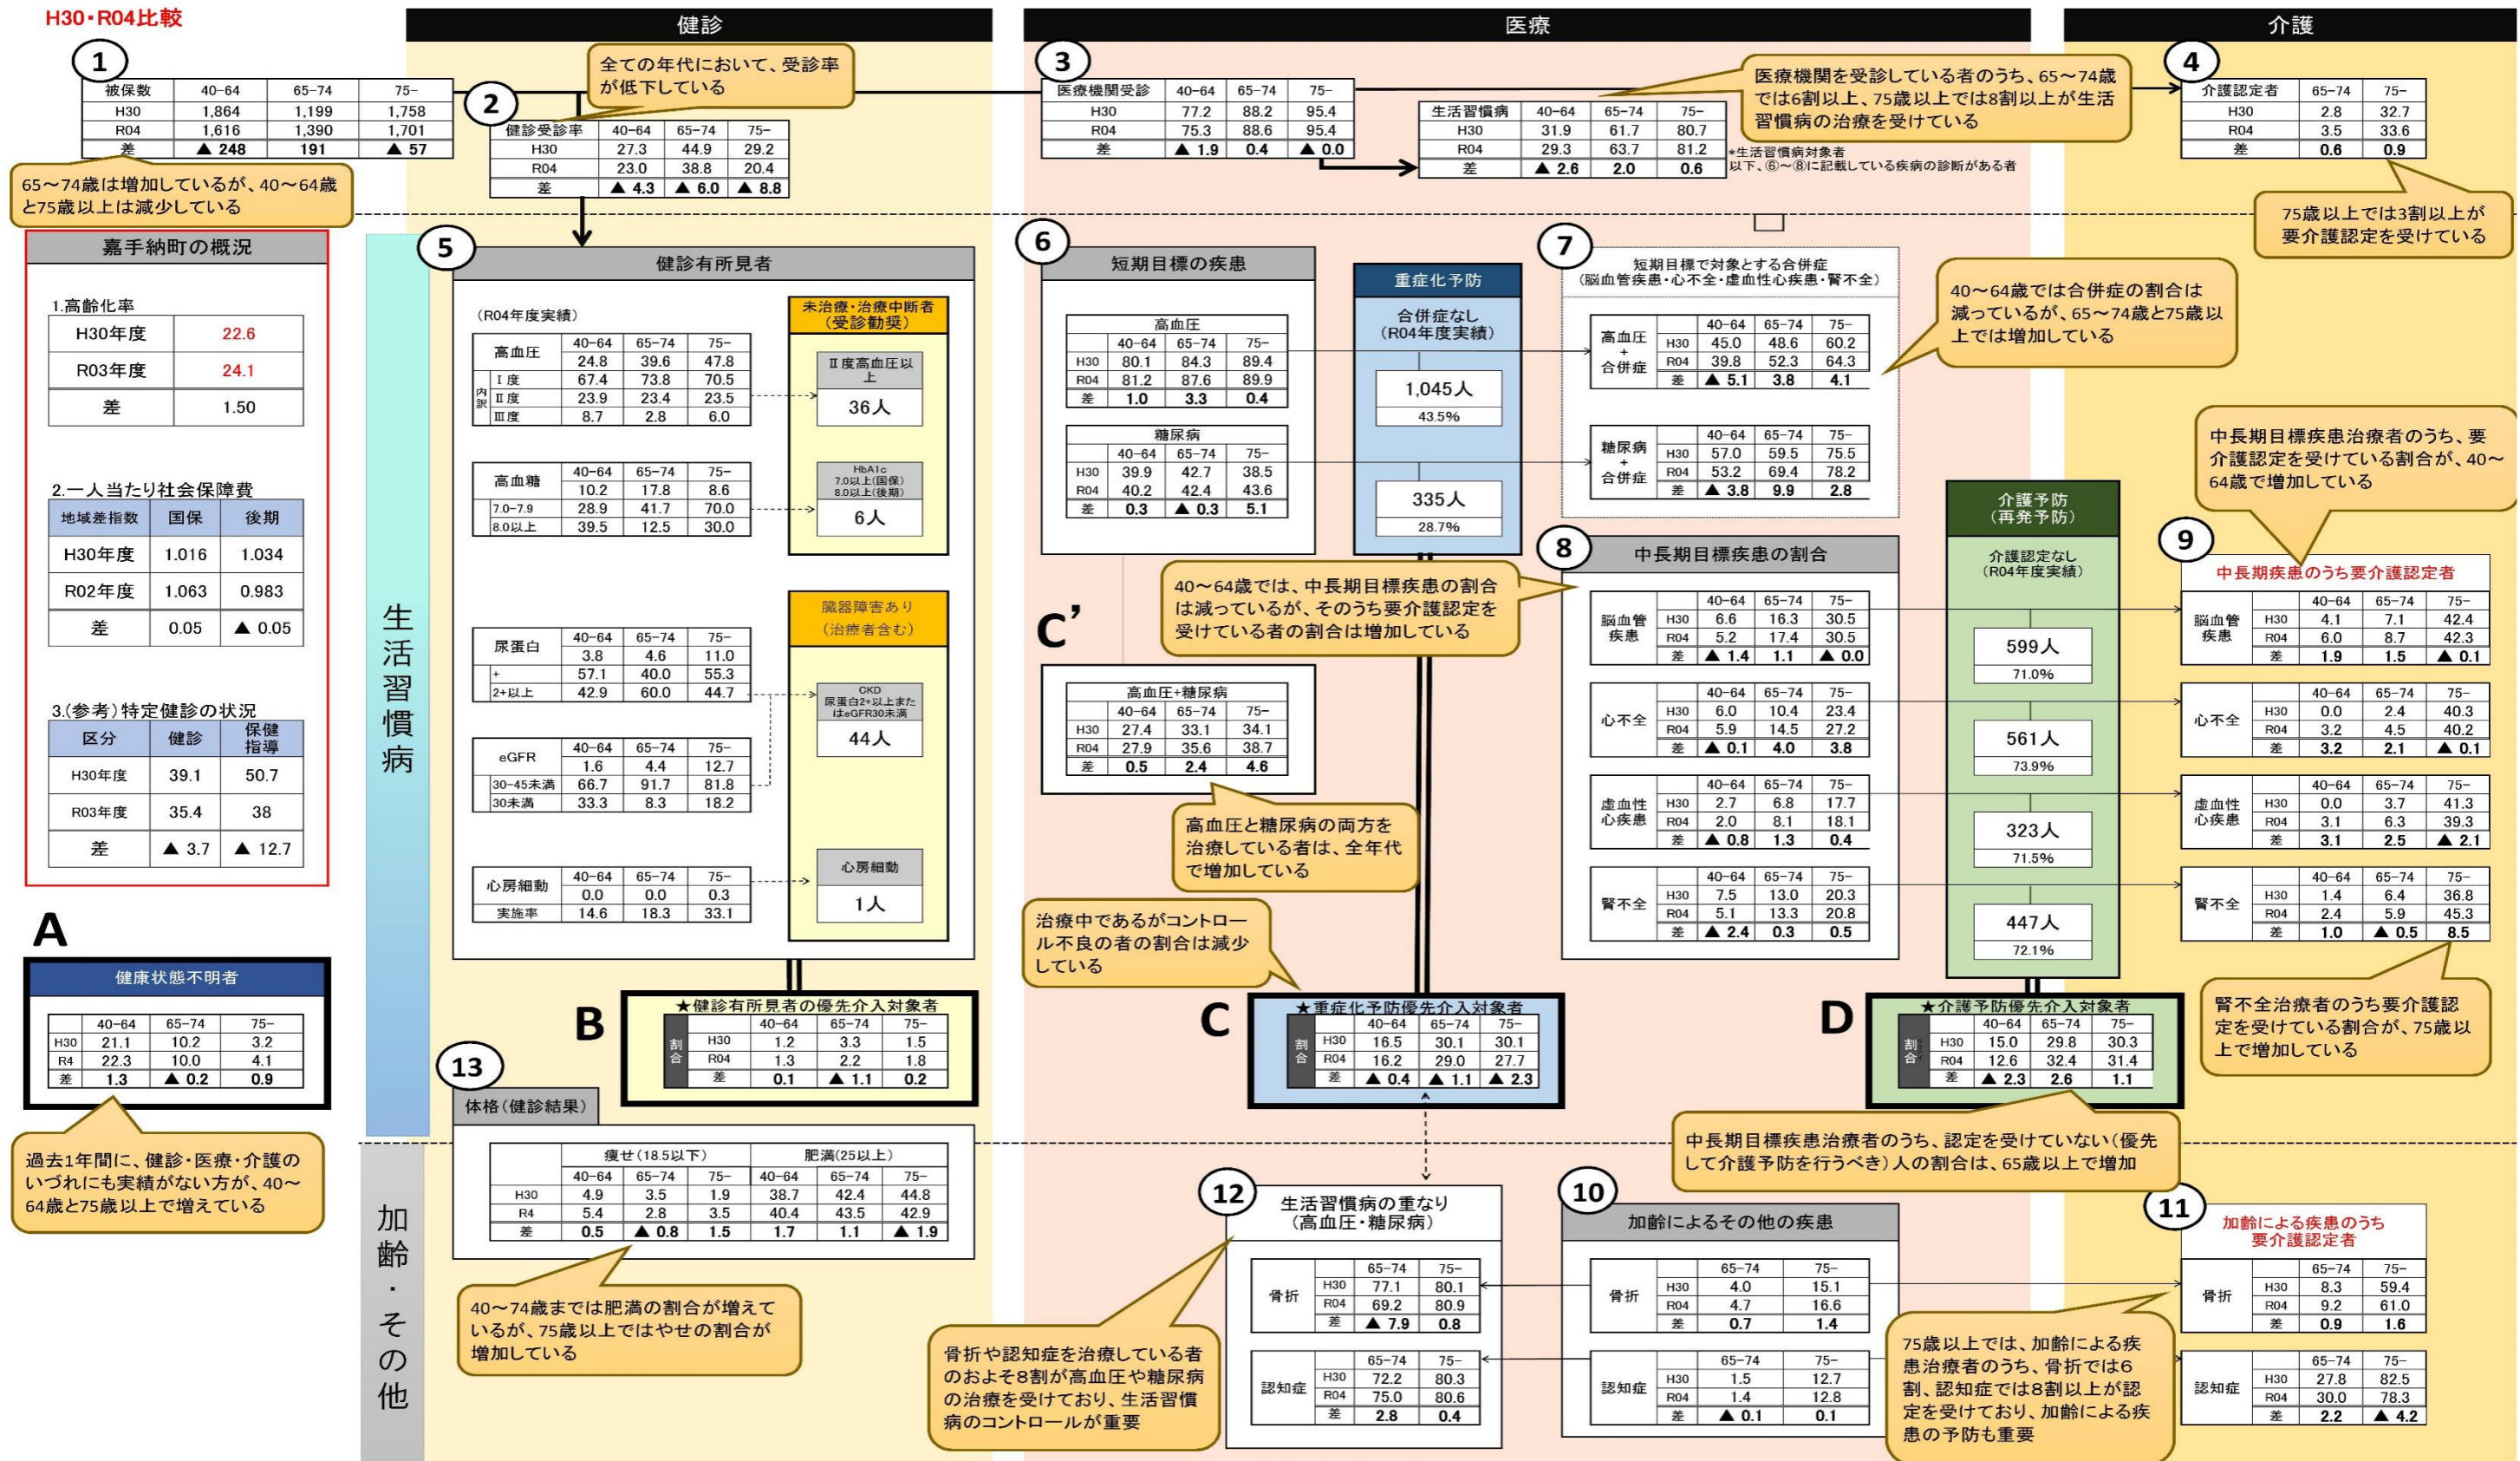 H30・R04比較
健診
医療
介護
①
被保数 40−64 65−74 75−
H30 1,864 1,199 1,758
R04 1,616 1,390 1,701
差 ▲ 248 191 ▲ 57
65～74歳は増加しているが、40～64歳
と75歳以上は減少している
②
健診受診率 40−64 65−74 75−
H30 27.3 44.9 29.2
R04 23.0 38.8 20.4
差 ▲ 4.3 ▲ 6.0 ▲ 8.8
全ての年代において、受診率
が低下している
③
医療機関受診 40−64 65−74 75−
H30 77.2 88.2 95.4
R04 75.3 88.6 95.4
差 ▲ 1.9 0.4 ▲ 0.0
生活習慣病 40−64 65−74 75−
H30 31.9 61.7 80.7
R04 29.3 63.7 81.2
差 ▲ 2.6 2.0 0.6
*生活習慣病対象者
以下、⑥～⑧に記載している疾病の診断がある者
医療機関を受診している者のうち、65～74歳
では6割以上、75歳以上では8割以上が生活
習慣病の治療を受けている
④
介護認定者 65−74 75−
H30 2.8 32.7
R04 3.5 33.6
差 0.6 0.9
75歳以上では3割以上が
要介護認定を受けている
嘉手納町の概況
1.高齢化率
H30年度 22.6
R03年度 24.1
差 1.50
2.一人当たり社会保障費
地域差指数 国保 後期
H30年度 1.016 1.034
R02年度 1.063 0.983
差 0.05 ▲ 0.05
3.(参考)特定健診の状況
区分 健診 保健
指導
H30年度 39.1 50.7
R03年度 35.4 38
差 ▲ 3.7 ▲ 12.7
A
健康状態不明者
40−64 65−74 75−
H30 21.1 10.2 3.2
R4 22.3 10.0 4.1
差 1.3 ▲ 0.2 0.9
過去1年間に、健診・医療・介護の
いづれにも実績がない方が、40～
64歳と75歳以上で増えている
生活習慣病
加齢・その他
⑤
健診有所見者
(R04年度実績)
高血圧 40−64 65−74 75−
24.8 39.6 47.8
内訳
Ⅰ度 67.4 73.8 70.5
Ⅱ度 23.9 23.4 23.5
Ⅲ度 8.7 2.8 6.0
高血糖 40−64 65−74 75−
10.2 17.8 8.6
7.0−7.9 28.9 41.7 70.0
8.0以上 39.5 12.5 30.0
尿蛋白 40−64 65−74 75−
3.8 4.6 11.0
+ 57.1 40.0 55.3
2+以上 42.9 60.0 44.7
eGFR 40−64 65−74 75−
1.6 4.4 12.7
30−45未満 66.7 91.7 81.8
30未満 33.3 8.3 18.2
心房細動 40−64 65−74 75−
0.0 0.0 0.3
実施率 14.6 18.3 33.1
未治療・治療中断者
(受診勧奨)
Ⅱ度高血圧以
上
36人
HbA1c
7.0以上(国保)
8.0以上(後期)
6人
臓器障害あり
(治療者含む)
CKD
尿蛋白2+以上また
はeGFR30未満
44人
心房細動
1人
B
★健診有所見者の優先介入対象者
40−64 65−74 75−
割合
H30 1.2 3.3 1.5
R04 1.3 2.2 1.8
差 0.1 ▲ 1.1 0.2
⑬
体格(健診結果)
痩せ(18.5以下) 肥満(25以上)
40−64 65−74 75− 40−64 65−74 75−
H30 4.9 3.5 1.9 38.7 42.4 44.8
R4 5.4 2.8 3.5 40.4 43.5 42.9
差 0.5 ▲ 0.8 1.5 1.7 1.1 ▲ 1.9
40～74歳までは肥満の割合が増えて
いるが、75歳以上ではやせの割合が
増加している
⑥
短期目標の疾患
高血圧
40−64 65−74 75−
H30 80.1 84.3 89.4
R04 81.2 87.6 89.9
差 1.0 3.3 0.4
糖尿病
40−64 65−74 75−
H30 39.9 42.7 38.5
R04 40.2 42.4 43.6
差 0.3 ▲ 0.3 5.1
重症化予防
合併症なし
(R04年度実績)
1,045人
43.5%
335人
28.7%
⑦
短期目標で対象とする合併症
(脳血管疾患・心不全・虚血性心疾患・腎不全)
高血圧
+
合併症
40−64 65−74 75−
H30 45.0 48.6 60.2
R04 39.8 52.3 64.3
差 ▲ 5.1 3.8 4.1
糖尿病
+
合併症
40−64 65−74 75−
H30 57.0 59.5 75.5
R04 53.2 69.4 78.2
差 ▲ 3.8 9.9 2.8
40～64歳では合併症の割合は
減っているが、65～74歳と75歳以
上では増加している
C’
高血圧+糖尿病
40−64 65−74 75−
H30 27.4 33.1 34.1
R04 27.9 35.6 38.7
差 0.5 2.4 4.6
高血圧と糖尿病の両方を
治療している者は、全年代
で増加している
40～64歳では、中長期目標疾患の割合
は減っているが、そのうち要介護認定を
受けている者の割合は増加している
⑧
中長期目標疾患の割合
脳血管
疾患
40−64 65−74 75−
H30 6.6 16.3 30.5
R04 5.2 17.4 30.5
差 ▲ 1.4 1.1 ▲ 0.0
心不全
40−64 65−74 75−
H30 6.0 10.4 23.4
R04 5.9 14.5 27.2
差 ▲ 0.1 4.0 3.8
虚血性
心疾患
40−64 65−74 75−
H30 2.7 6.8 17.7
R04 2.0 8.1 18.1
差 ▲ 0.8 1.3 0.4
腎不全
40−64 65−74 75−
H30 7.5 13.0 20.3
R04 5.1 13.3 20.8
差 ▲ 2.4 0.3 0.5
介護予防
(再発予防)
介護認定なし
(R04年度実績)
599人
71.0%
561人
73.9%
323人
71.5%
447人
72.1%
中長期目標疾患治療者のうち、要
介護認定を受けている割合が、40～
64歳で増加している
⑨
中長期疾患のうち要介護認定者
脳血管
疾患
40−64 65−74 75−
H30 4.1 7.1 42.4
R04 6.0 8.7 42.3
差 1.9 1.5 ▲ 0.1
心不全
40−64 65−74 75−
H30 0.0 2.4 40.3
R04 3.2 4.5 40.2
差 3.2 2.1 ▲ 0.1
虚血性
心疾患
40−64 65−74 75−
H30 0.0 3.7 41.3
R04 3.1 6.3 39.3
差 3.1 2.5 ▲ 2.1
腎不全
40−64 65−74 75−
H30 1.4 6.4 36.8
R04 2.4 5.9 45.3
差 1.0 ▲ 0.5 8.5
腎不全治療者のうち要介護認
定を受けている割合が、75歳以
上で増加している
治療中であるがコントロー
ル不良の者の割合は減少
している
C
★重症化予防優先介入対象者
40−64 65−74 75−
割合
H30 16.5 30.1 30.1
R04 16.2 29.0 27.7
差 ▲ 0.4 ▲ 1.1 ▲ 2.3
D
★介護予防優先介入対象者
40−64 65−74 75−
割合
H30 15.0 29.8 30.3
R04 12.6 32.4 31.4
差 ▲ 2.3 2.6 1.1
中長期目標疾患治療者のうち、認定を受けていない(優先
して介護予防を行うべき)人の割合は、65歳以上で増加
⑫
生活習慣病の重なり
(高血圧・糖尿病)
骨折
65−74 75−
H30 77.1 80.1
R04 69.2 80.9
差 ▲ 7.9 0.8
認知症
65−74 75−
H30 72.2 80.3
R04 75.0 80.6
差 2.8 0.4
骨折や認知症を治療している者
のおよそ8割が高血圧や糖尿病
の治療を受けており、生活習慣
病のコントロールが重要
⑩
加齢によるその他の疾患
骨折
65−74 75−
H30 4.0 15.1
R04 4.7 16.6
差 0.7 1.4
認知症
65−74 75−
H30 1.5 12.7
R04 1.4 12.8
差 ▲ 0.1 0.1
75歳以上では、加齢による疾
患治療者のうち、骨折では6
割、認知症では8割以上が認
定を受けており、加齢による疾
患の予防も重要
⑪
加齢による疾患のうち
要介護認定者
骨折
65−74 75−
H30 8.3 59.4
R04 9.2 61.0
差 0.9 1.6
認知症
65−74 75−
H30 27.8 82.5
R04 30.0 78.3
差 2.2 ▲ 4.2